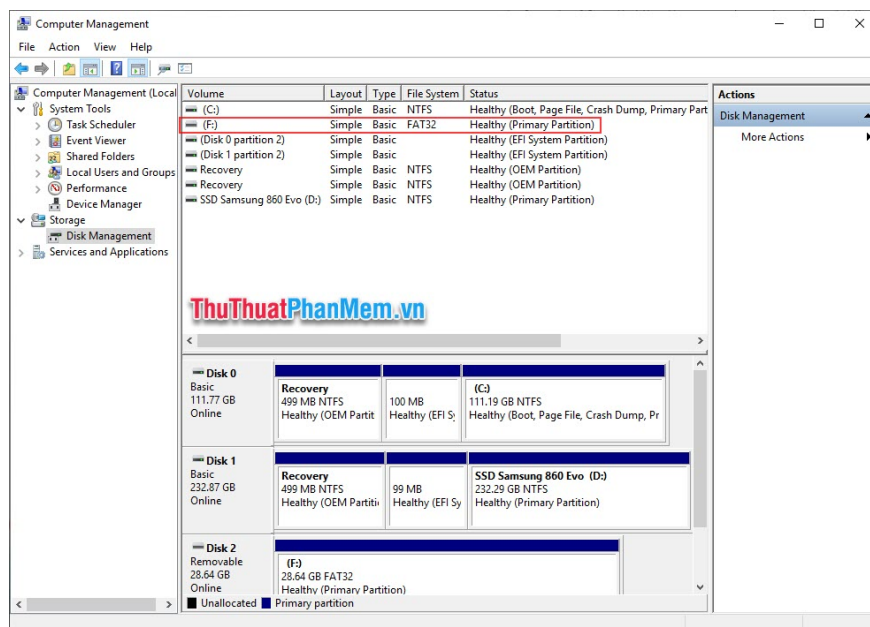 Computer Management
File Action View Help
Computer Management (Local
System Tools
Task Scheduler
Event Viewer
Shared Folders
Local Users and Groups
Performance
Device Manager
Storage
Disk Management
Services and Applications
Volume Layout Type File System Status
(C:) Simple Basic NTFS Healthy (Boot, Page File, Crash Dump, Primary Part
(F:) Simple Basic FAT32 Healthy (Primary Partition)
(Disk 0 partition 2) Simple Basic Healthy (EFI System Partition)
(Disk 1 partition 2) Simple Basic Healthy (EFI System Partition)
Recovery Simple Basic NTFS Healthy (OEM Partition)
Recovery Simple Basic NTFS Healthy (OEM Partition)
SSD Samsung 860 Evo (D:) Simple Basic NTFS Healthy (Primary Partition)
ThuThuatPhanMem.vn
Disk 0
Basic
111.77 GB
Online
Recovery
499 MB NTFS
Healthy (OEM Partit
100 MB
Healthy (EFI Sy
(C:)
111.19 GB NTFS
Healthy (Boot, Page File, Crash Dump, Pr
Disk 1
Basic
232.87 GB
Online
Recovery
499 MB NTFS
Healthy (OEM Partiti
99 MB
Healthy (EFI Sy
SSD Samsung 860 Evo (D:)
232.29 GB NTFS
Healthy (Primary Partition)
Disk 2
Removable
28.64 GB
Online
(F:)
28.64 GB FAT32
Healthy (Primary Partition)
Unallocated Primary partition
Actions
Disk Management
More Actions